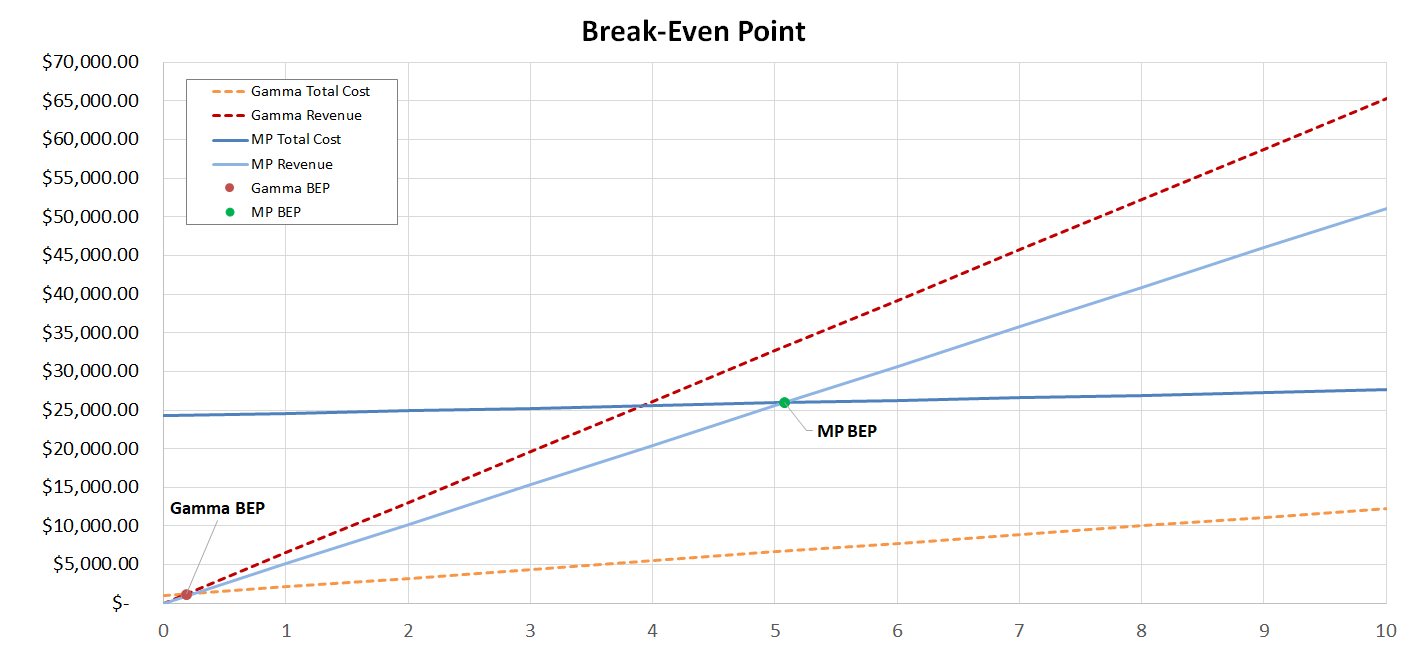 Break-Even Point
$70,000.00
$65,000.00
$60,000.00
$55,000.00
$50,000.00
$45,000.00
$40,000.00
$35,000.00
$30,000.00
$25,000.00
$20,000.00
$15,000.00
$10,000.00
$5,000.00
$-
Gamma Total Cost
Gamma Revenue
MP Total Cost
MP Revenue
Gamma BEP
MP BEP
MP BEP
Gamma BEP
0 1 2 3 4 5 6 7 8 9 10